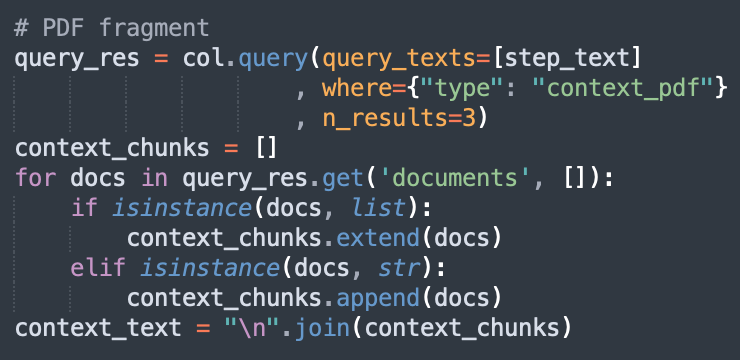 # PDF fragment
query_res = col.query(query_texts=[step_text]
                    , where={"type": "context_pdf"}
                    , n_results=3)
context_chunks = []
for docs in query_res.get('documents', []):
    if isinstance(docs, list):
        context_chunks.extend(docs)
    elif isinstance(docs, str):
        context_chunks.append(docs)
context_text = "\n".join(context_chunks)